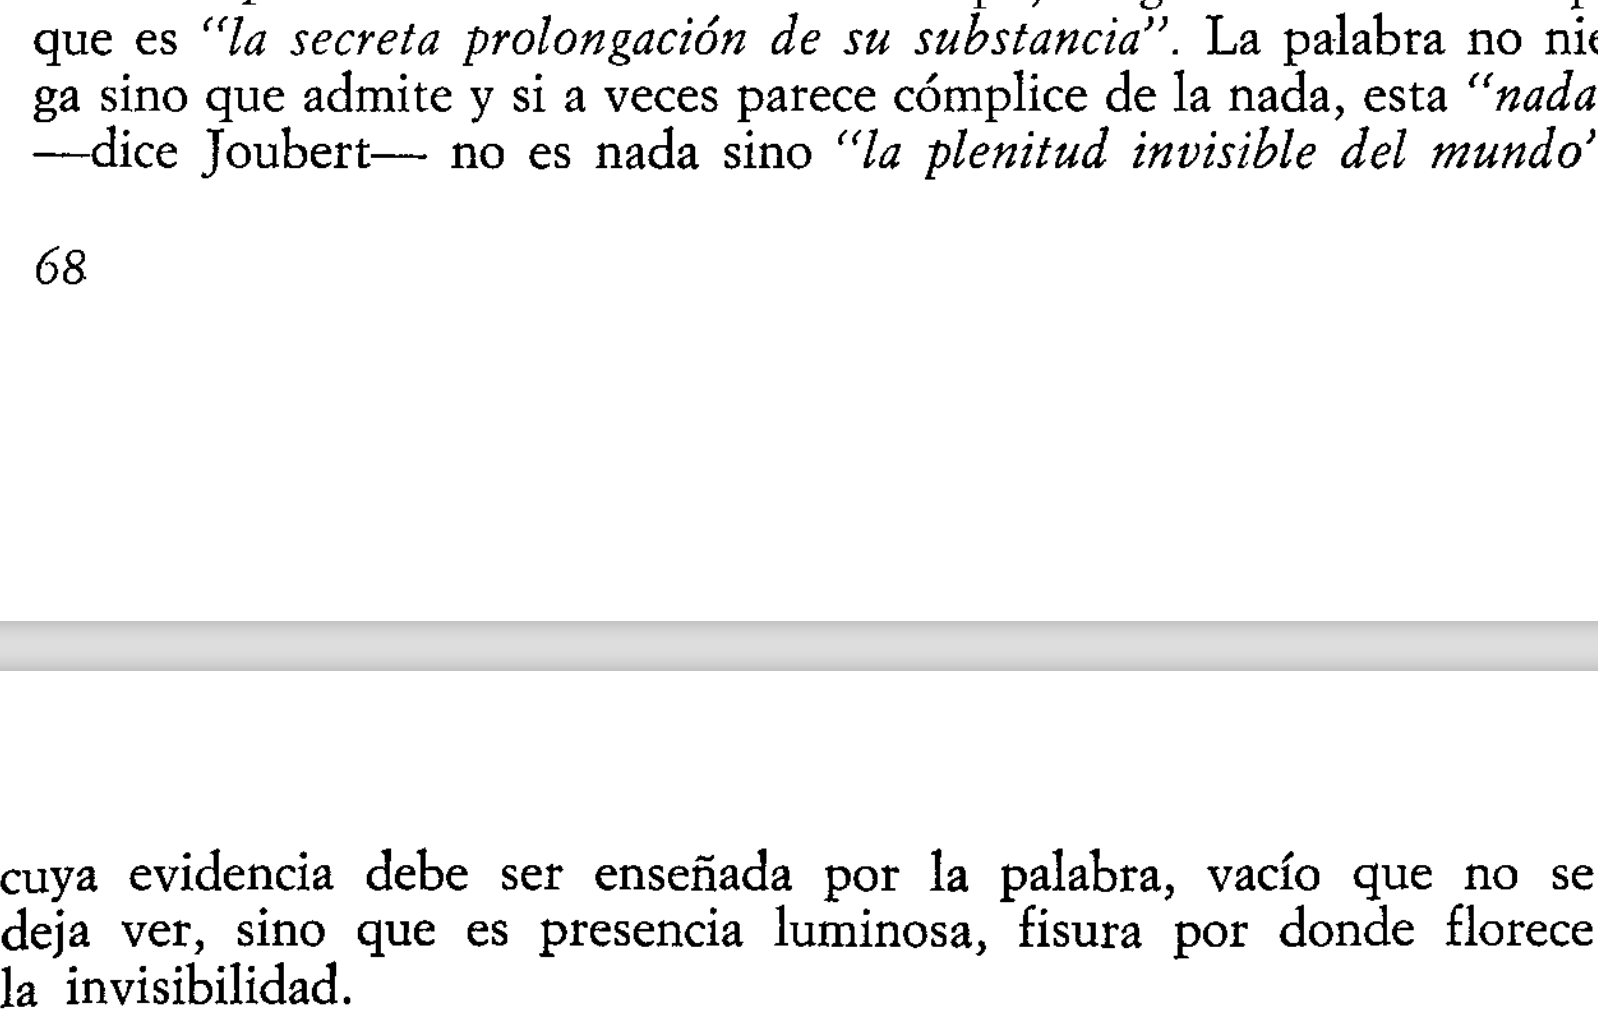 que es “la secreta prolongación de su substancia”. La palabra no nie
ga sino que admite y si a veces parece cómplice de la nada, esta “nada
—dice Joubert— no es nada sino “la plenitud invisible del mundo”
68
cuya evidencia debe ser enseñada por la palabra, vacío que no se
deja ver, sino que es presencia luminosa, fisura por donde florece
la invisibilidad.